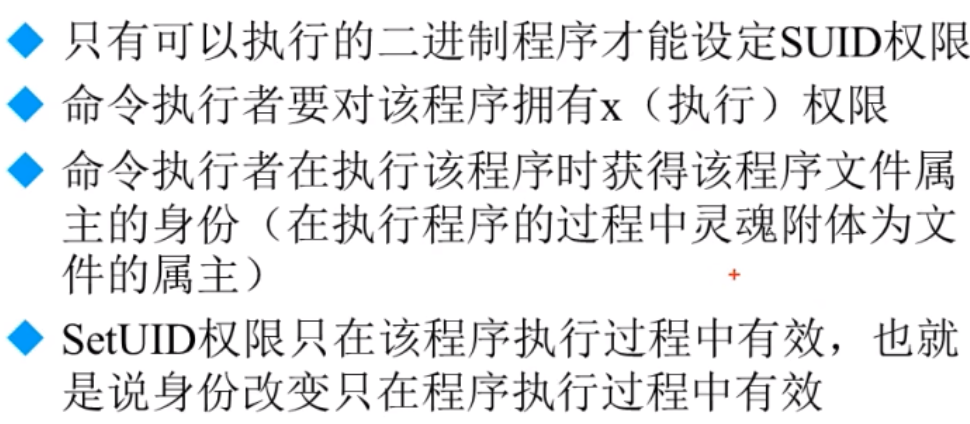 只有可以执行的二进制程序才能设定SUID权限
命令执行者要对该程序拥有x（执行）权限
命令执行者在执行该程序时获得该程序文件属
主的身份（在执行程序的过程中灵魂附体为文
件的属主）
SetUID权限只在该程序执行过程中有效，也就
是说身份改变只在程序执行过程中有效